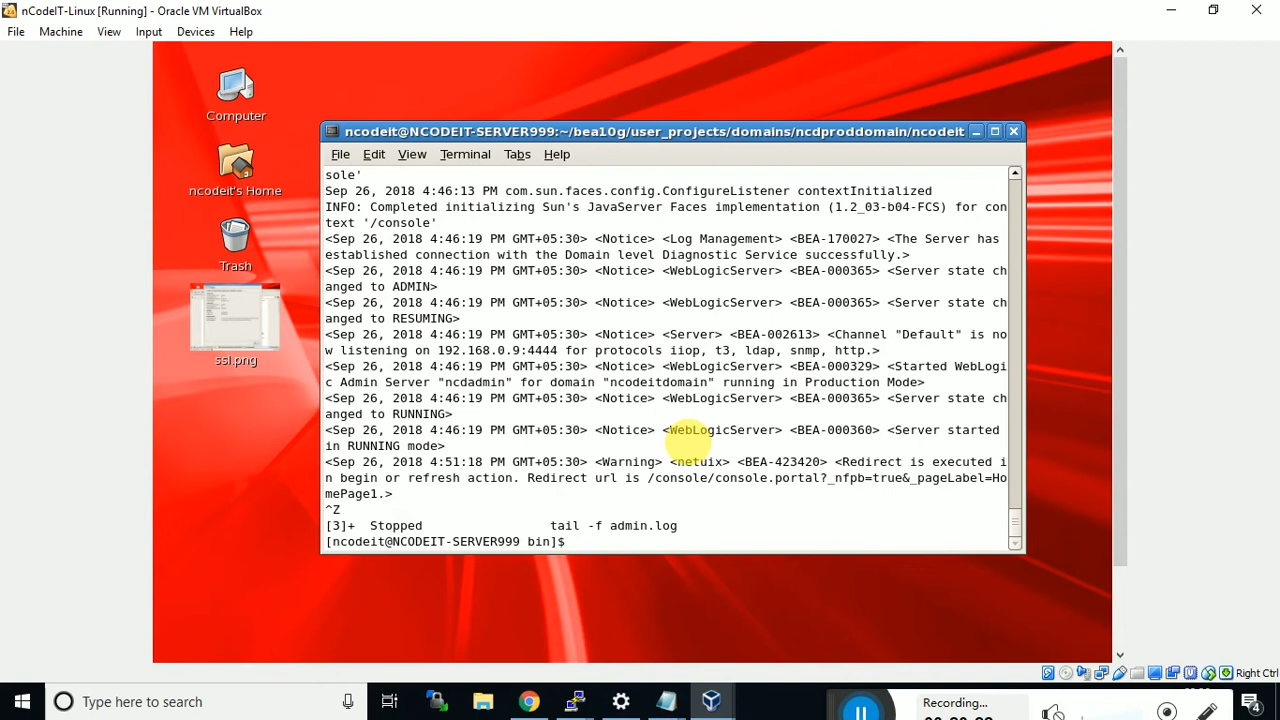 nCodeIT-Linux [Running] - Oracle VM VirtualBox
File Machine View Input Devices Help
Computer
ncodeit's Home
Trash
ssl.png
ncodeit@NCODEIT-SERVER999:~/bea10g/user_projects/domains/ncdproddomain/ncodeit
File Edit View Terminal Tabs Help
sole'
Sep 26, 2018 4:46:13 PM com.sun.faces.config.ConfigureListener contextInitialized
INFO: Completed initializing Sun's JavaServer Faces implementation (1.2_03-b04-FCS) for con
text '/console'
<Sep 26, 2018 4:46:19 PM GMT+05:30> <Notice> <Log Management> <BEA-170027> <The Server has
established connection with the Domain level Diagnostic Service successfully.>
<Sep 26, 2018 4:46:19 PM GMT+05:30> <Notice> <WebLogicServer> <BEA-000365> <Server state ch
anged to ADMIN>
<Sep 26, 2018 4:46:19 PM GMT+05:30> <Notice> <WebLogicServer> <BEA-000365> <Server state ch
anged to RESUMING>
<Sep 26, 2018 4:46:19 PM GMT+05:30> <Notice> <Server> <BEA-002613> <Channel "Default" is no
w listening on 192.168.0.9:4444 for protocols iiop, t3, ldap, snmp, http.>
<Sep 26, 2018 4:46:19 PM GMT+05:30> <Notice> <WebLogicServer> <BEA-000329> <Started WebLogi
c Admin Server "ncdadmin" for domain "ncodeitdomain" running in Production Mode>
<Sep 26, 2018 4:46:19 PM GMT+05:30> <Notice> <WebLogicServer> <BEA-000365> <Server state ch
anged to RUNNING>
<Sep 26, 2018 4:46:19 PM GMT+05:30> <Notice> <WebLogicServer> <BEA-000360> <Server started
in RUNNING mode>
<Sep 26, 2018 4:51:18 PM GMT+05:30> <Warning> <netuix> <BEA-423420> <Redirect is executed i
n begin or refresh action. Redirect url is /console/console.portal?_nfpb=true&_pageLabel=Ho
mePage1.>
^Z
[3]+ Stopped tail -f admin.log
[ncodeit@NCODEIT-SERVER999 bin]$
Right Ctrl
Type here to search
Recording...
4